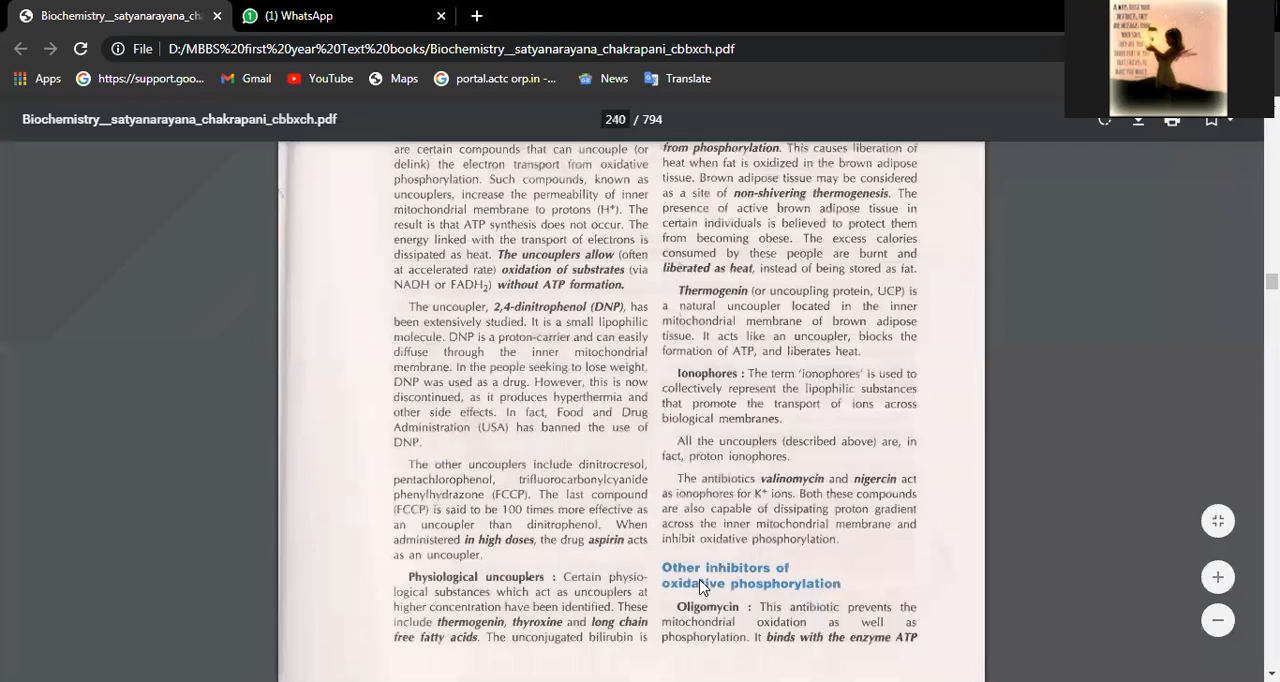 Biochemistry_satyanarayana_cha
(1) WhatsApp
File
D:/MBBS%20first%20year%20Text%20books/Biochemistry__satyanarayana_chakrapani_cbbxch.pdf
Apps
https://support.goo...
Gmail
YouTube
Maps
portal.actc orp.in -...
News
Translate
Biochemistry__satyanarayana_chakrapani_cbbxch.pdf
240 / 794
are certain compounds that can uncouple (or
delink) the electron transport from oxidative
phosphorylation. Such compounds, known as
uncouplers, increase the permeability of inner
mitochondrial membrane to protons (H+). The
result is that ATP synthesis does not occur. The
energy linked with the transport of electrons is
dissipated as heat. The uncouplers allow (often
at accelerated rate) oxidation of substrates (via
NADH or FADH2) without ATP formation.
The uncoupler, 2,4-dinitrophenol (DNP), has
been extensively studied. It is a small lipophilic
molecule. DNP is a proton-carrier and can easily
diffuse through the inner mitochondrial
membrane. In the people seeking to lose weight,
DNP was used as a drug. However, this is now
discontinued, as it produces hyperthermia and
other side effects. In fact, Food and Drug
Administration (USA) has banned the use of
DNP.
The other uncouplers include dinitrocresol,
pentachlorophenol, trifluorocarbonylcyanide
phenylhydrazone (FCCP). The last compound
(FCCP) is said to be 100 times more effective as
an uncoupler than dinitrophenol. When
administered in high doses, the drug aspirin acts
as an uncoupler.
Physiological uncouplers : Certain physio-
logical substances which act as uncouplers at
higher concentration have been identified. These
include thermogenin, thyroxine and long chain
free fatty acids. The unconjugated bilirubin is
from phosphorylation. This causes liberation of
heat when fat is oxidized in the brown adipose
tissue. Brown adipose tissue may be considered
as a site of non-shivering thermogenesis. The
presence of active brown adipose tissue in
certain individuals is believed to protect them
from becoming obese. The excess calories
consumed by these people are burnt and
liberated as heat, instead of being stored as fat.
Thermogenin (or uncoupling protein, UCP) is
a natural uncoupler located in the inner
mitochondrial membrane of brown adipose
tissue. It acts like an uncoupler, blocks the
formation of ATP, and liberates heat.
Ionophores : The term 'ionophores' is used to
collectively represent the lipophilic substances
that promote the transport of ions across
biological membranes.
All the uncouplers (described above) are, in
fact, proton ionophores.
The antibiotics valinomycin and nigercin act
as ionophores for K+ ions. Both these compounds
are also capable of dissipating proton gradient
across the inner mitochondrial membrane and
inhibit oxidative phosphorylation.
Other inhibitors of
oxidative phosphorylation
Oligomycin : This antibiotic prevents the
mitochondrial oxidation as well as
phosphorylation. It binds with the enzyme ATP